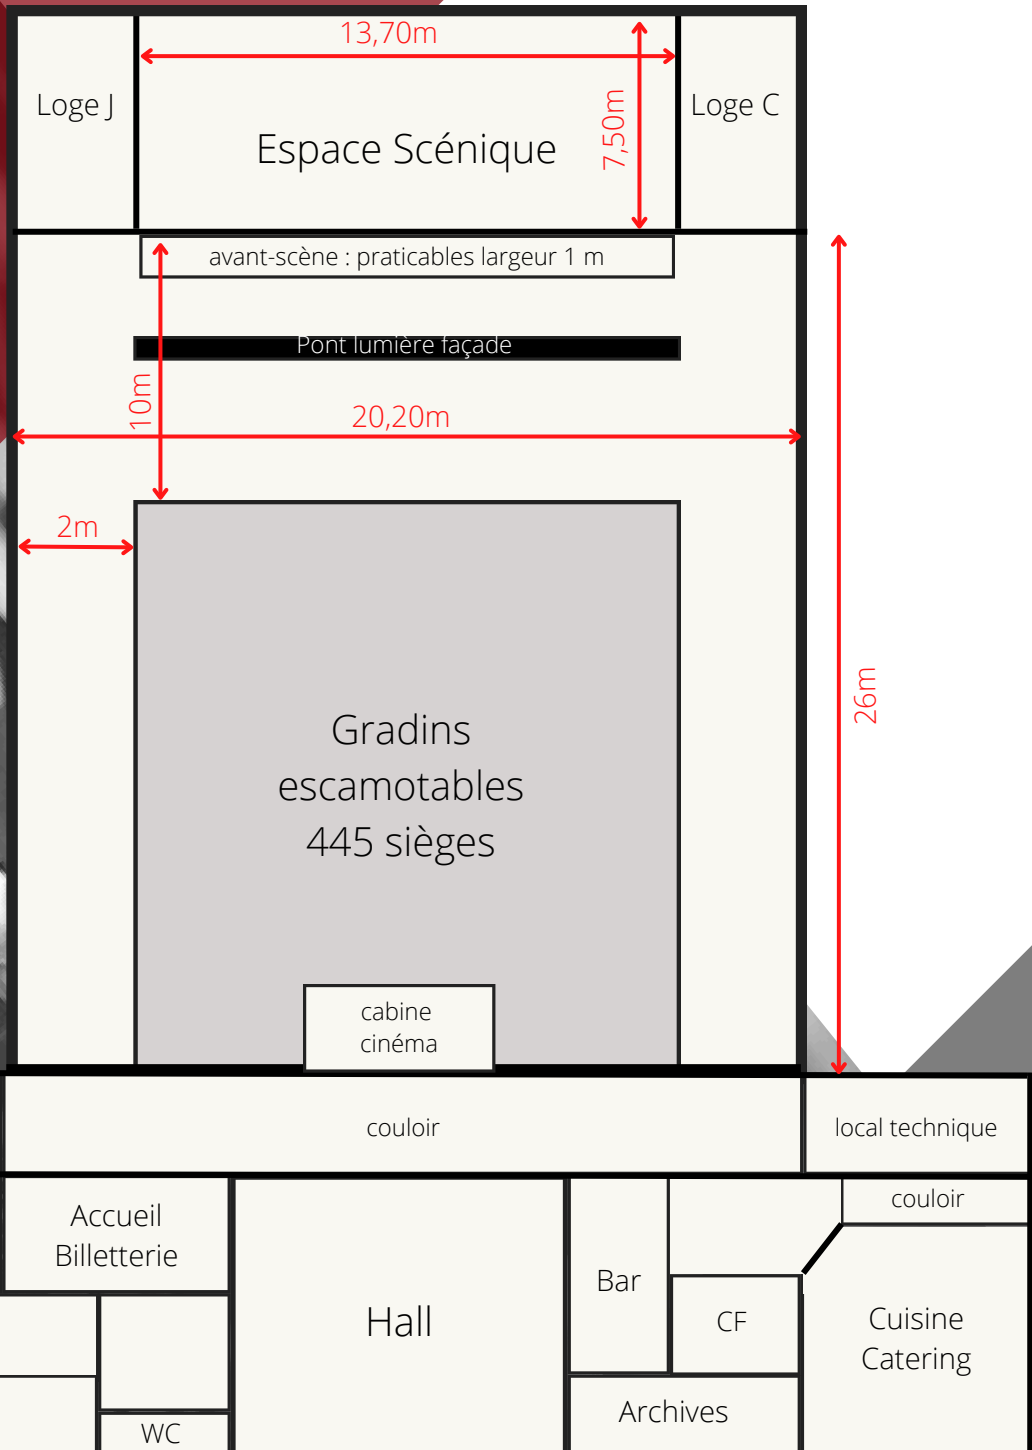 13,70m
Loge J
Loge C
7,50m
Espace Scénique
avant-scène : praticables largeur 1 m
Pont lumière façade
10m
20,20m
2m
26m
Gradins
escamotables
445 sièges
cabine
cinéma
couloir
local technique
Accueil
Billetterie
couloir
Bar
Hall
CF
Cuisine
Catering
Archives
WC